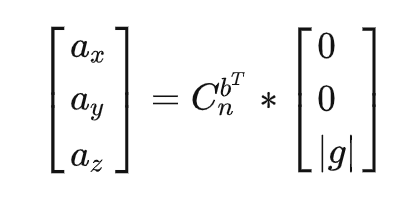 [a_x a_y a_z] = C_n^{b^T} * [0 0 |g|]